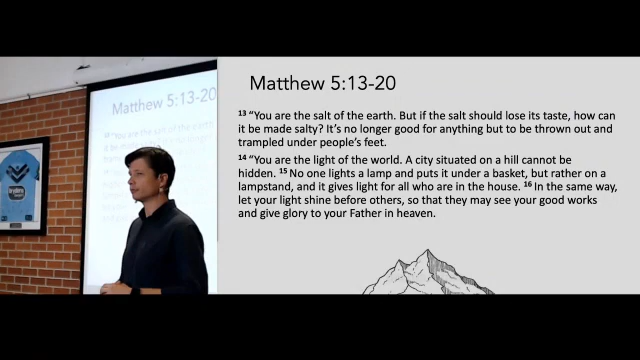 Matthew 5:13-20
¹³ “You are the salt of the earth. But if the salt should lose its taste, how can
it be made salty? It’s no longer good for anything but to be thrown out and
trampled under people’s feet.
¹⁴ “You are the light of the world. A city situated on a hill cannot be
hidden. ¹⁵ No one lights a lamp and puts it under a basket, but rather on a
lampstand, and it gives light for all who are in the house. ¹⁶ In the same way,
let your light shine before others, so that they may see your good works
and give glory to your Father in heaven.
Matthew 5:13-20